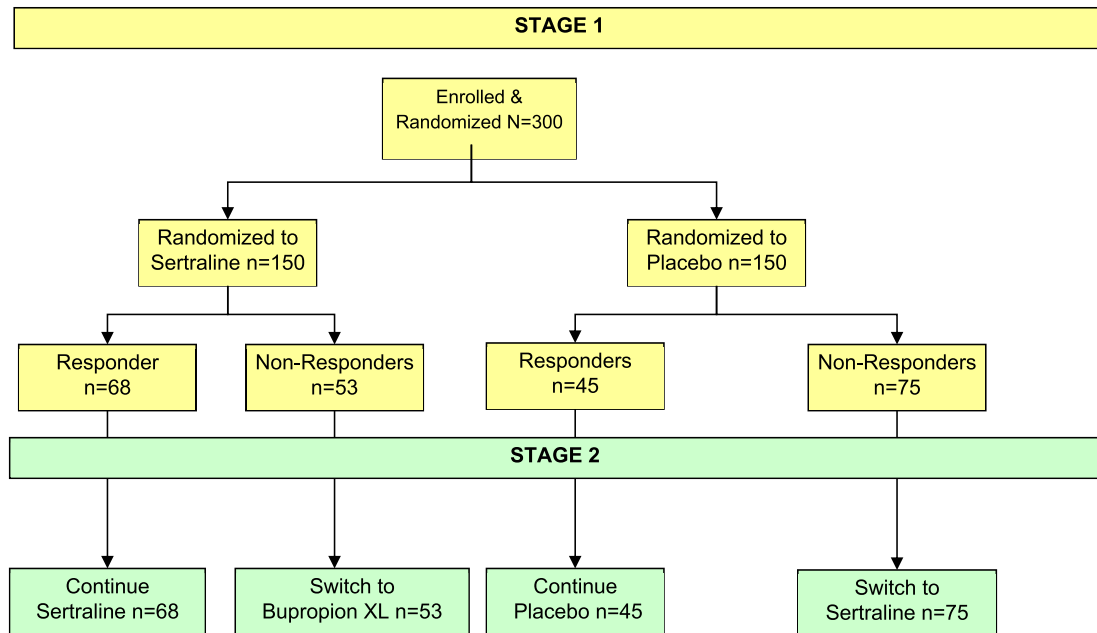 STAGE 1
Enrolled &
Randomized N=300
Randomized to
Sertraline n=150
Randomized to
Placebo n=150
Responder
n=68
Non-Responders
n=53
Responders
n=45
Non-Responders
n=75
STAGE 2
Continue
Sertraline n=68
Switch to
Bupropion XL n=53
Continue
Placebo n=45
Switch to
Sertraline n=75